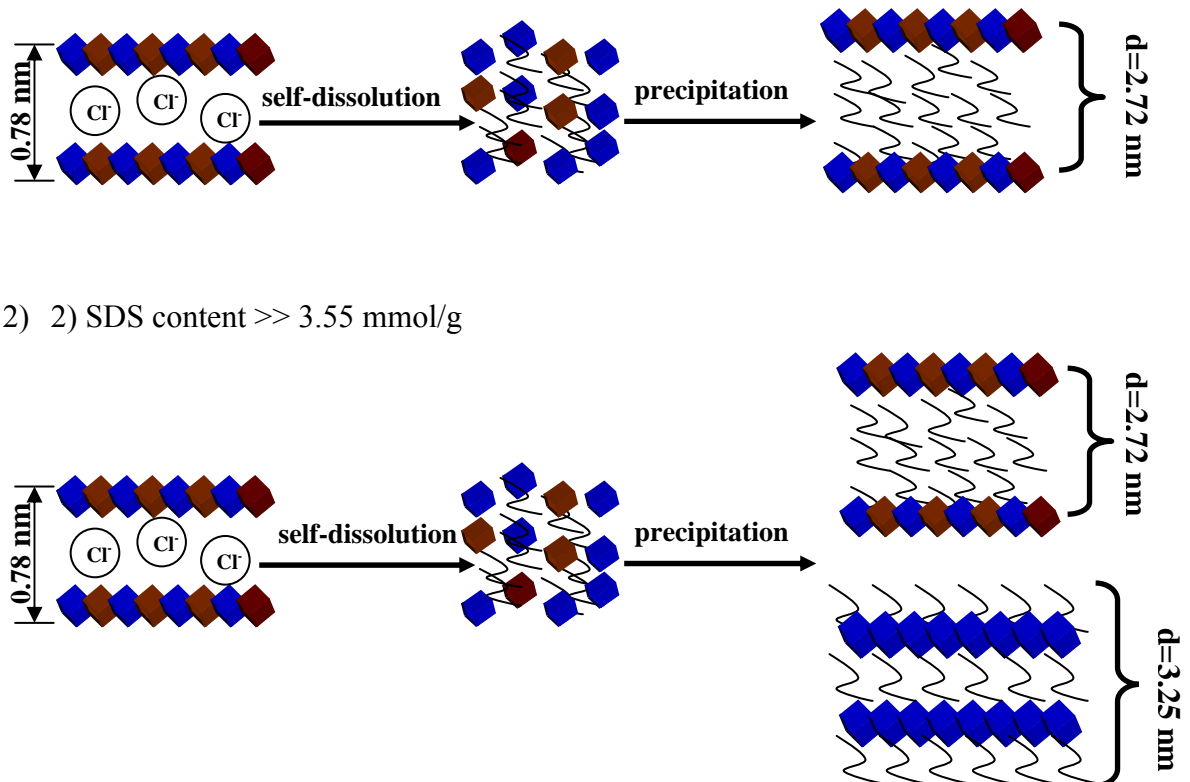 0.78 nm
Cl-
Cl-
Cl-
self-dissolution
precipitation
d=2.72 nm
2) 2) SDS content >> 3.55 mmol/g
0.78 nm
Cl-
Cl-
Cl-
self-dissolution
precipitation
d=2.72 nm
d=3.25 nm